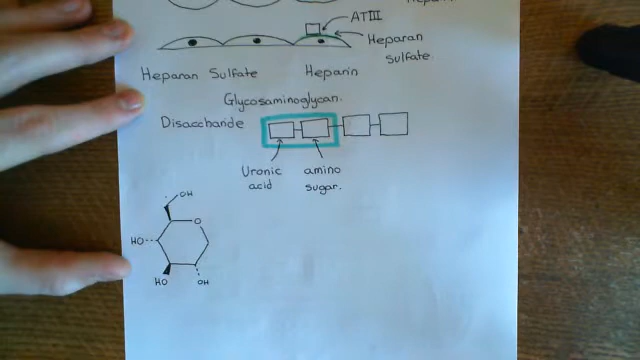 ATIII
Heparan
sulfate.
Heparan Sulfate Heparin
Glycosaminoglycan.
Disaccharide
Uronic amino
acid sugar.
OH
O
HO
HO OH